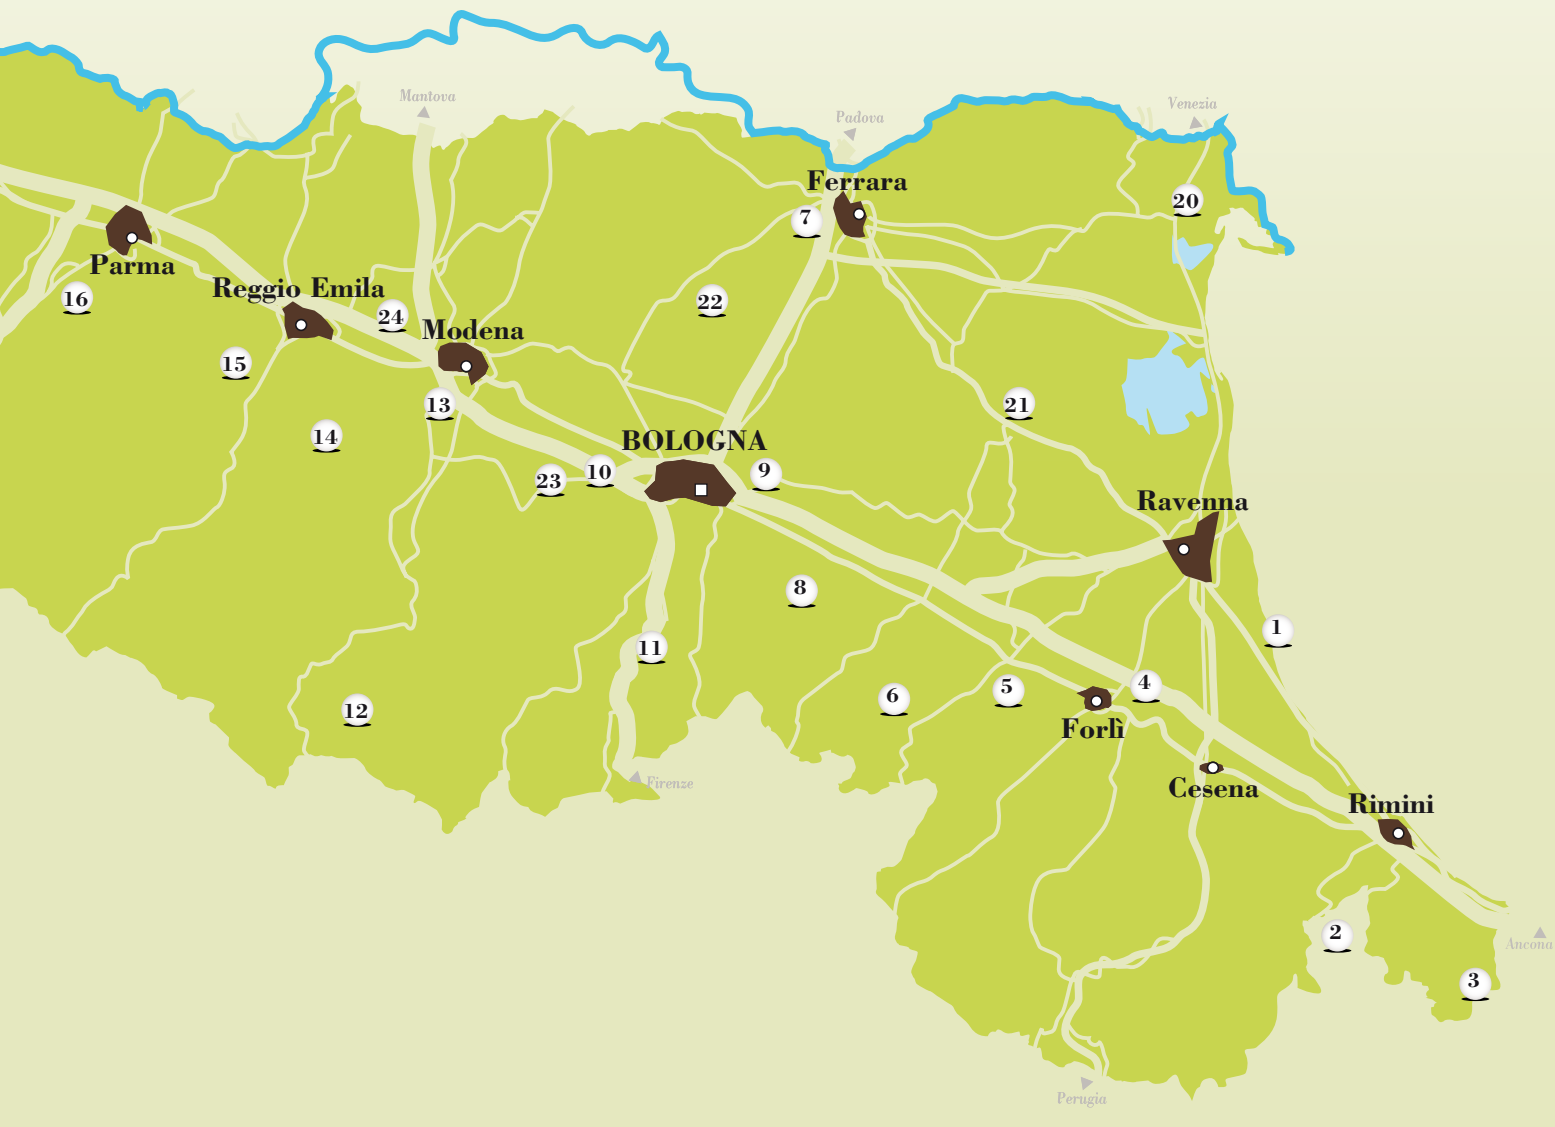 Mantova
Venezia
Padova
Ferrara
20
7
Parma
Reggio Emila
16
22
24
Modena
15
13
21
14
BOLOGNA
10
9
23
Ravenna
8
1
11
4
5
6
12
Forlì
Firenze
Cesena
Rimini
2
Ancona
3
Perugia